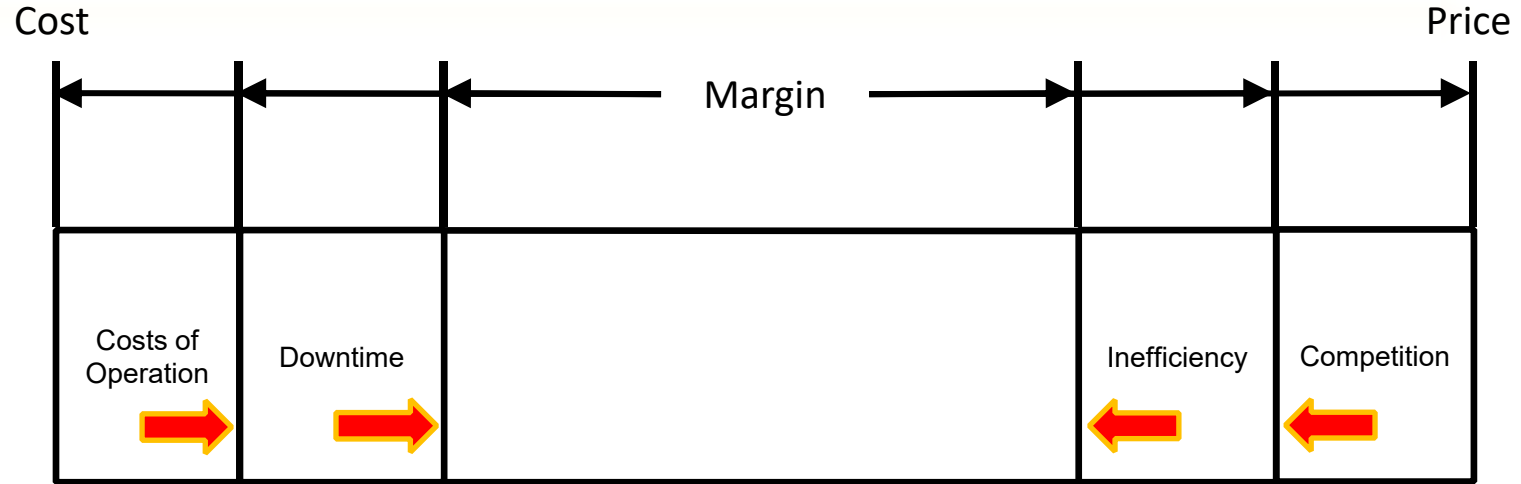 Cost
Price
Margin
Costs of
Operation
Downtime
Inefficiency
Competition